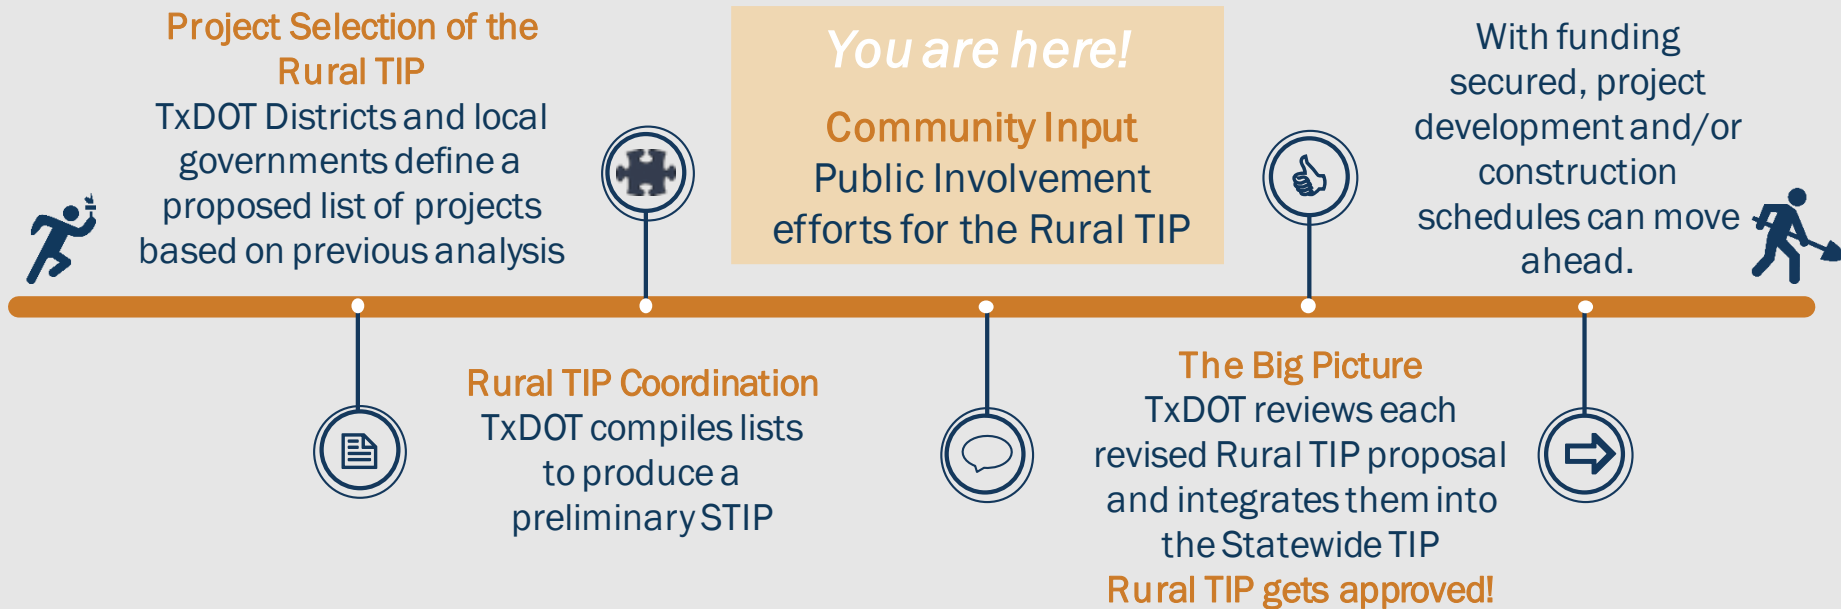 Project Selection of the
Rural TIP
TxDOT Districts and local
governments define a
proposed list of projects
based on previous analysis
Rural TIP Coordination
TxDOT compiles lists
to produce a
preliminary STIP
You are here!
Community Input
Public Involvement
efforts for the Rural TIP
The Big Picture
TxDOT reviews each
revised Rural TIP proposal
and integrates them into
the Statewide TIP
Rural TIP gets approved!
With funding
secured, project
development and/or
construction
schedules can move
ahead.